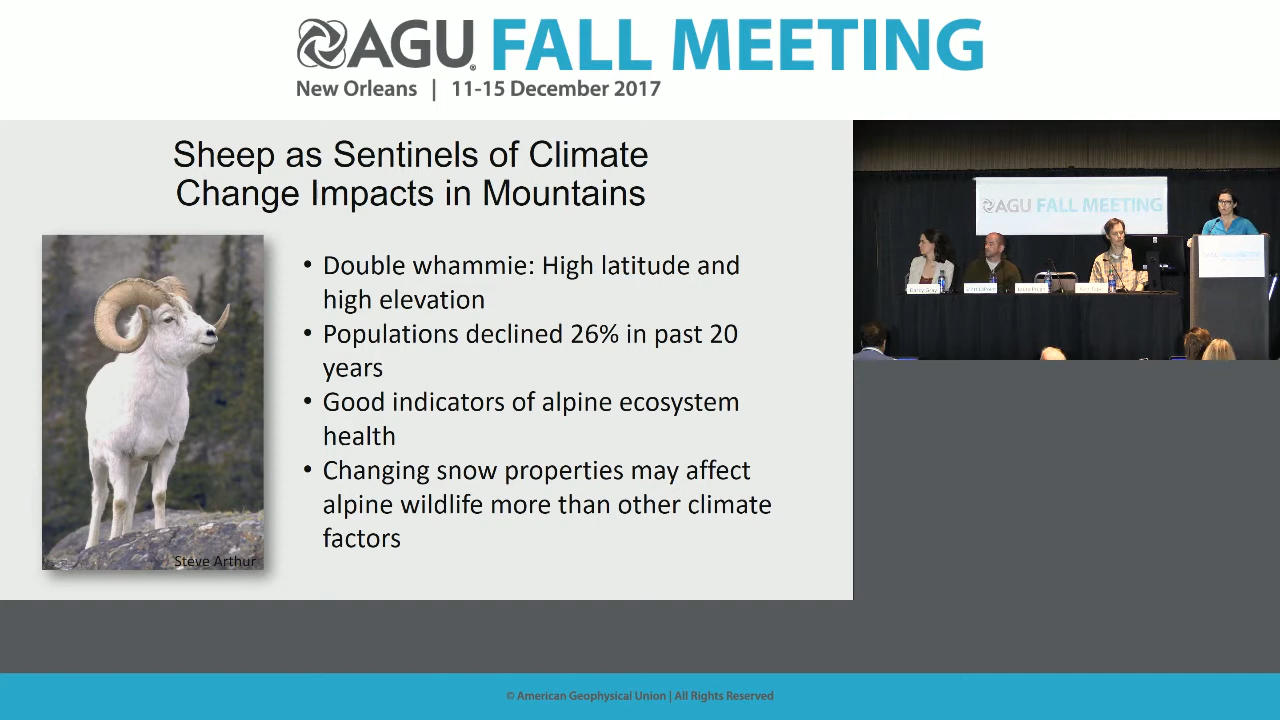 AGU FALL MEETING
New Orleans | 11-15 December 2017
Sheep as Sentinels of Climate
Change Impacts in Mountains
• Double whammie: High latitude and
high elevation
• Populations declined 26% in past 20
years
• Good indicators of alpine ecosystem
health
• Changing snow properties may affect
alpine wildlife more than other climate
factors
Steve Arthur
AGU FALL MEETING
© American Geophysical Union | All Rights Reserved